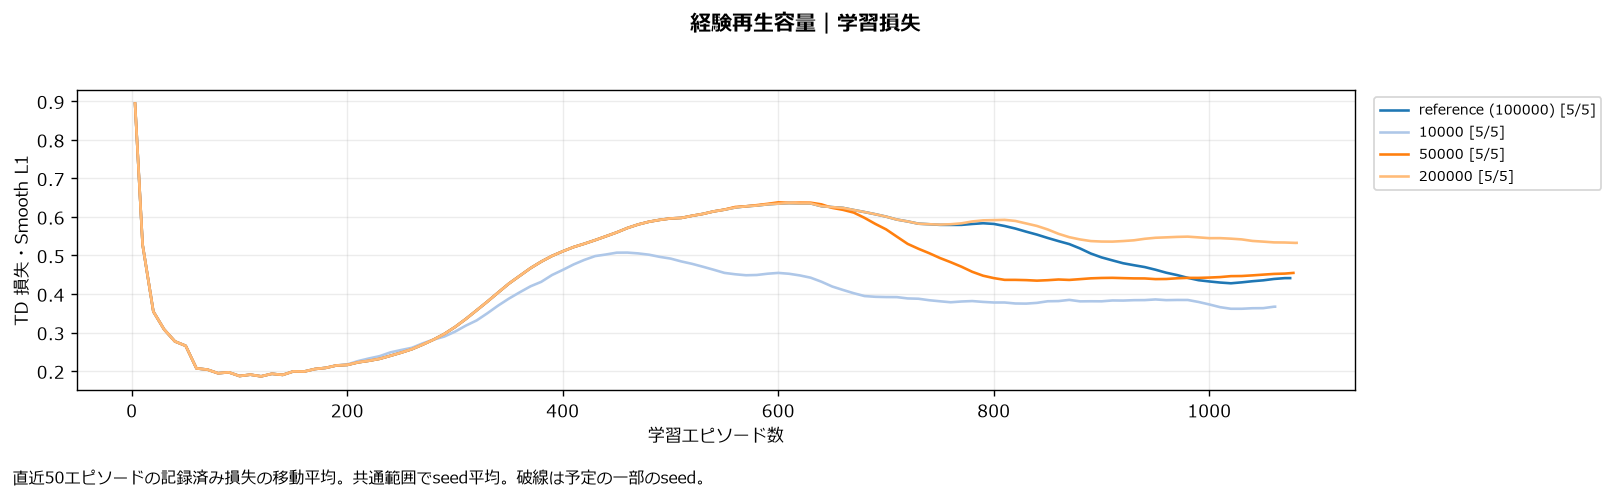 経験再生容量 | 学習損失
TD 損失・Smooth L1
0.9
0.8
0.7
0.6
0.5
0.4
0.3
0.2
0 200 400 600 800 1000
学習エピソード数
reference (100000) [5/5]
10000 [5/5]
50000 [5/5]
200000 [5/5]
直近50エピソードの記録済み損失の移動平均。共通範囲でseed平均。破線は予定の一部のseed。